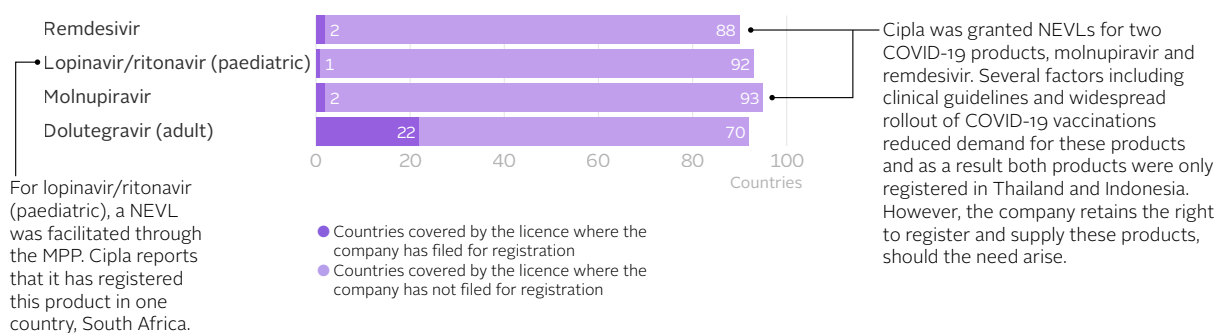 Remdesivir
2
88
Lopinavir/ritonavir (paediatric)
1
92
Molnupiravir
2
93
Dolutegravir (adult)
22
70
0
20
40
60
80
100
Countries
For lopinavir/ritonavir
(paediatric), a NEVL
was facilitated through
the MPP. Cipla reports
that it has registered
this product in one
country, South Africa.
Countries covered by the licence where the
company has filed for registration
Countries covered by the licence where the
company has not filed for registration
Cipla was granted NEVLs for two
COVID-19 products, molnupiravir and
remdesivir. Several factors including
clinical guidelines and widespread
rollout of COVID-19 vaccinations
reduced demand for these products
and as a result both products were only
registered in Thailand and Indonesia.
However, the company retains the right
to register and supply these products,
should the need arise.